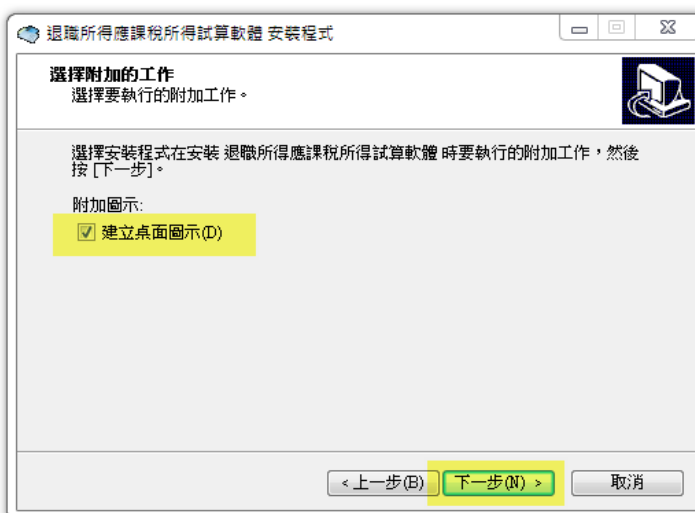 退職所得應課稅所得試算軟體 安裝程式
選擇附加的工作
選擇要執行的附加工作。
選擇安裝程式在安裝 退職所得應課稅所得試算軟體 時要執行的附加工作，然後
按 [下一步]。
附加圖示:
建立桌面圖示(D)
< 上一步(B) 下一步(N) > 取消